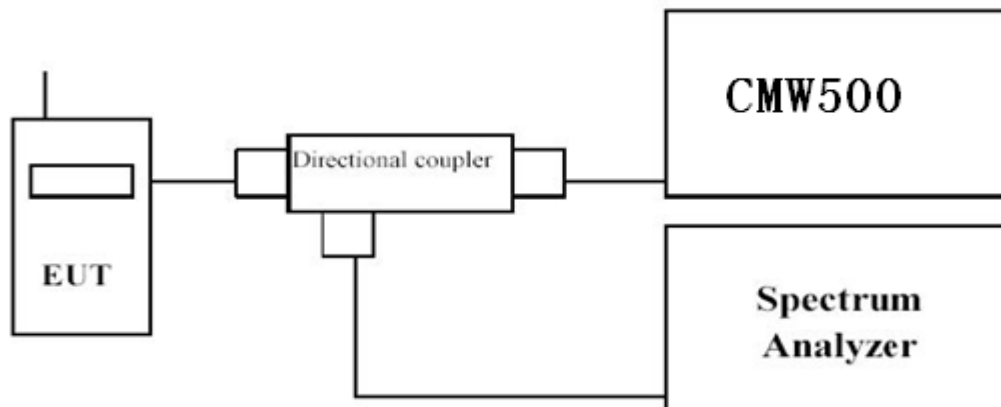 CMW500
Directional coupler
EUT
Spectrum
Analyzer